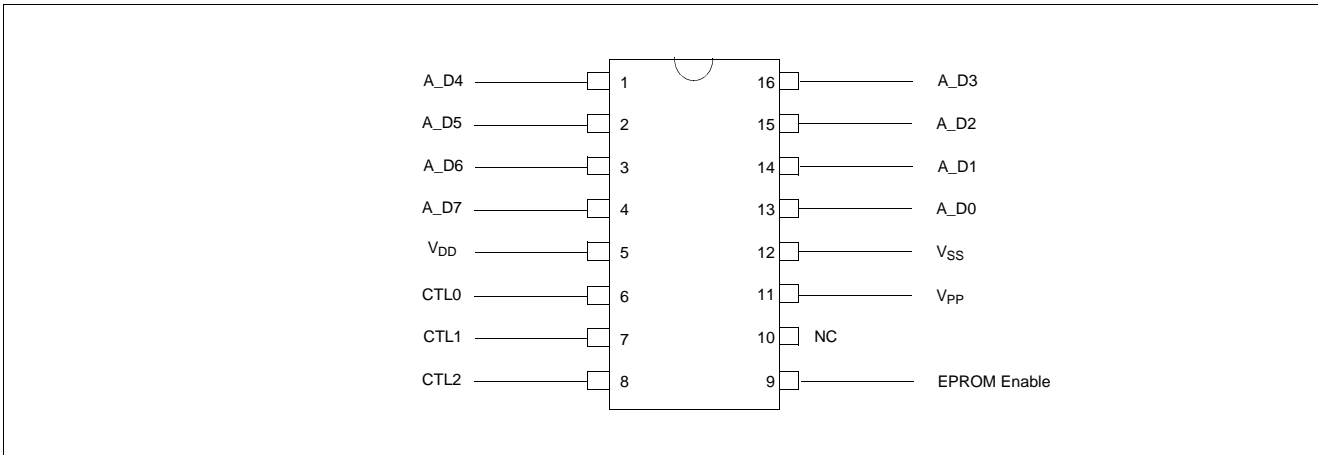 A_D4 1 16 A_D3
A_D5 2 15 A_D2
A_D6 3 14 A_D1
A_D7 4 13 A_D0
VDD 5 12 VSS
CTL0 6 11 VPP
CTL1 7 10 NC
CTL2 8 9 EPROM Enable